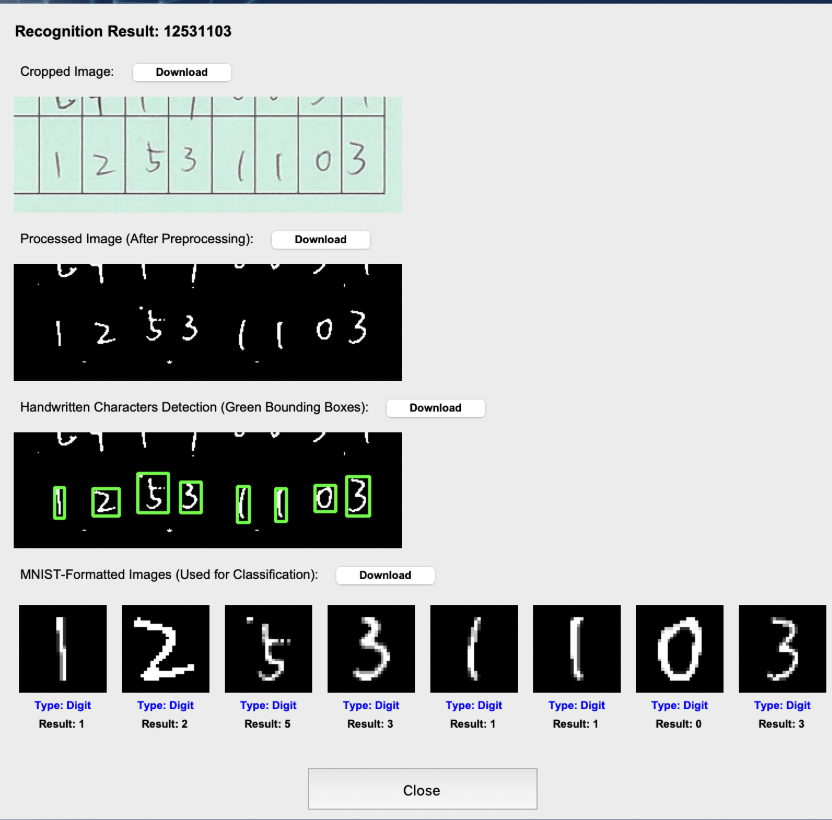 Recognition Result: 12531103
Cropped Image: Download
1 2 5 3 1 1 0 3
Processed Image (After Preprocessing): Download
1 2 5 3 1 1 0 3
Handwritten Characters Detection (Green Bounding Boxes): Download
1 2 5 3 1 1 0 3
MNIST-Formatted Images (Used for Classification): Download
1 2 5 3 1 1 0 3
Type: Digit Type: Digit Type: Digit Type: Digit Type: Digit Type: Digit Type: Digit Type: Digit
Result: 1 Result: 2 Result: 5 Result: 3 Result: 1 Result: 1 Result: 0 Result: 3
Close